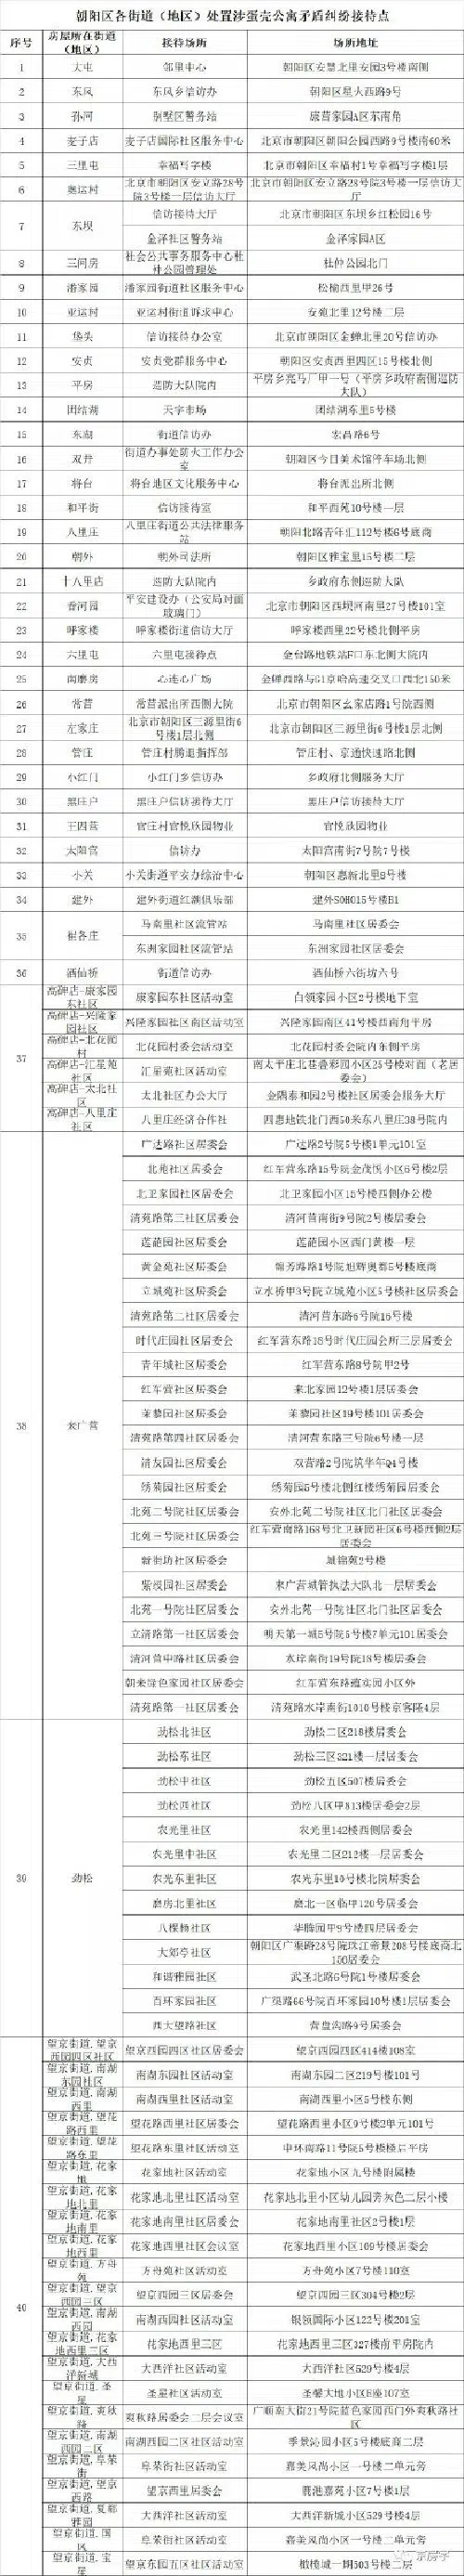 朝阳区各街道（地区）处置涉蛋壳公寓矛盾纠纷接待点
序号 房屋所在街道（地区） 接待场所 场所地址
1 大屯 邻里中心 朝阳区安慧北里安园3号楼南侧
2 东风 东风乡信访办 朝阳区星火西路9号
3 孙河 别墅区警务站 康营家园A区东南角
4 麦子店 麦子店国际社区服务中心 北京市朝阳区朝阳公园西路9号楼南60米
5 三里屯 幸福写字楼 北京市朝阳区幸福村1号幸福写字楼1层
6 奥运村 北京市朝阳区安立路28号院3号楼一层信访大厅 北京市朝阳区安立路28号院3号楼一层信访大厅
7 东坝 信访接待大厅 北京市朝阳区东坝乡红松园16号
金泽社区警务站 金泽家园A区
8 三间房 社会公共事务服务中心杜仲公园管理处 杜仲公园北门
9 潘家园 潘家园街道社区服务中心 松榆西里甲26号
10 亚运村 亚运村街道诉求中心 安苑北里12号楼二层
11 垡头 信访接待办公室 北京市朝阳区金蝉北里20号信访办
12 安贞 安贞党群服务中心 朝阳区安贞西里四区15号楼北侧
13 平房 巡防大队院内 平房乡亮马厂甲一号（平房乡政府南侧巡防大队）
14 团结湖 天宇市场 团结湖东里5号楼
15 东湖 街道信访办 宏昌路6号
16 双井 街道办事处防火工作办公室 朝阳区今日美术馆停车场北侧
17 将台 将台地区文化服务中心 将台派出所北侧
18 和平街 信访接待室 和平西苑10号楼一层
19 八里庄 八里庄街道公共法律服务站 朝阳北路青年汇112号楼6号底商
20 朝外 朝外司法所 朝阳区雅宝里15号楼二层
21 十八里店 巡防大队院内 乡政府东侧巡防大队
22 香河园 平安建设办（公安局对面玻璃门） 北京市朝阳区西坝河南里27号楼101室
23 呼家楼 呼家楼街道信访大厅 呼家楼西里22号楼北侧平房
24 六里屯 六里屯接待点 金台路地铁站F口东北侧大院内
25 南磨房 心连心广场 金蝉西路与G1京哈高速交叉口西北150米
26 常营 常营派出所西侧大院 北京市朝阳区幺家店路1号院西侧
27 左家庄 北京市朝阳区三源里街6号楼1层北侧 北京市朝阳区三源里街6号楼1层北侧
28 管庄 管庄村腾退指挥部 管庄村、京通快速路北侧
29 小红门 小红门乡信访办 乡政府北侧服务大厅
30 黑庄户 黑庄户信访接待大厅 黑庄户信访接待大厅
31 王四营 官庄村官悦欣园物业 官悦欣园物业
32 太阳宫 信访办 太阳宫南街7号院7号楼
33 小关 小关街道平安办综治中心 朝阳区惠新北里8号楼
34 建外 建外街道红潮俱乐部 建外SOHO15号楼B1
35 崔各庄 马南里社区流管站 马南里社区居委会
东洲家园社区流管站 东洲家园社区居委会
36 酒仙桥 街道信访办 酒仙桥六街坊六号
37 高碑店-康家园东社区 康家园东社区活动室 白领家园小区2号楼地下室
高碑店-兴隆家园社区 兴隆家园社区南区活动室 兴隆家园南区41号楼西南角平房
高碑店-北花园村 北花园村委会活动室 北花园村委会院内东侧平房
高碑店-汇星苑社区 汇星苑社区活动室 南太平庄北巷叠彩园小区25号楼对面（老居委会）
高碑店-太北社区 太北社区办公大厅 金隅泰和园2号楼社区居委会服务大厅
高碑店-八里庄社区 八里庄经济合作社 四惠地铁北门西50米东八里庄38号院内
38 来广营 广达路社区居委会 广达路2号院5号楼1单元101室
北苑社区居委会 红军营东路15号院金茂悦小区6号楼2层
北卫家园社区居委会 北卫家园小区15号楼西侧办公楼
清苑路第三社区居委会 清河营南街9号院2号楼居委会
莲葩园社区居委会 莲葩园小区西门黄楼一层
黄金苑社区居委会 锦芳路路1号院旭辉奥都5号楼底商
立城苑社区居委会 立水桥甲3号院立城苑小区5号楼社区居委会
清苑路第二社区居委会 清河营东路6号院16号楼
时代庄园社区居委会 红军营东路18号时代庄园会所三层居委会
青年城社区居委会 红军营东路8号院甲2号
红军营社区居委会 来北家园12号楼1层居委会
茉藜园社区居委会 茉藜园社区19号楼101居委会
清苑路第四社区居委会 清河营东路三号院6号楼一层
清友园社区居委会 双营路2号院筑华年Q4号楼
绣菊园社区居委会 绣菊园5号楼北侧红楼绣菊园居委会
北苑二号院社区居委会 安外北苑二号院社区北门社区居委会
北苑三号院社区居委会 红军营南路168号北卫新园社区6号楼西侧2层居委会
新街坊社区居委会 城锦苑2号楼
紫绶园社区居委会 来广营城管执法大队北一层居委会
北苑一号院社区居委会 安外北苑一号院社区北门社区居委会
立清路第一社区居委会 明天第一城5号院6号楼7单元101居委会
清河营中路社区居委会 水岸南街19号院18号楼居委会
朝来绿色家园社区居委会 红军营东路蓬莱园小区外
清苑路第一社区居委会 清苑路水岸南街1010号楼京客隆4层
39 劲松 劲松北社区 劲松二区218楼居委会
劲松东社区 劲松三区321楼一层居委会
劲松中社区 劲松五区507楼居委会
劲松西社区 劲松八区甲813楼居委会2层
农光里社区 农光里142楼西侧居委会
农光里中社区 农光里二区212楼一层居委会
农光东里社区 农光东里10号楼北院居委会
磨房北里社区 磨北一区临甲120号居委会
八棵杨社区 华腾园甲9号楼四层居委会
大郊亭社区 朝阳区广渠路28号院珠江帝景208号楼底商北150居委会
和谐雅园社区 武圣北路6号院1号楼居委会
百环家园社区 广渠路66号院百环家园10号楼1层居委会
西大望路社区 营盘沟路9号居委会
40 望京街道,望京西园四区社区 望京西园四区社区居委会 望京西园四区414楼108室
望京街道,南湖东园社区 南湖东园社区活动室 南湖东园二区219号楼101号
望京街道,南湖西里 南湖西里社区活动室 南湖西里小区5号楼东侧
望京街道,望花路西里 望花路西里社区居委会 望花路西里小区9号楼2单元101号
望京街道,望花路东里 望花路东里社区活动室 中环南路11号院5号楼楼后平房
望京街道,花家地 花家地社区活动室 花家地小区九号楼附属楼
望京街道,花家地北里 花家地北里社区活动室 花家地北里小区幼儿园旁灰色二层小楼
望京街道,花家地南里 花家地南里社区居委会 花家地南里社区2号楼1层
望京街道,花家地西里 花家地西里社区会议室 花家地西里小区109号楼居委会
望京街道,方舟苑 方舟苑社区活动室 方舟苑小区7号楼110室
望京街道,望京西园三区 望京西园三区居委会 望京西园三区304号楼2层
望京街道,南湖西园 南湖西园社区活动室 银领国际小区122号楼201室
望京街道,花家地西里三区 花家地西里三区 花家地西里三区327楼前平房院内
望京街道,大西洋新城 大西洋社区活动室 大西洋社区529号楼4层
望京街道,圣星 圣星社区活动室 圣馨大地小区B座107室
望京街道,爽秋路 爽秋路居委会二层会议室 广顺南大街21号院蓝色家园西门外爽秋路社区
望京街道,南湖西园二区 南湖西园二区社区活动室 季景沁园小区5号楼底商二层
望京街道,阜荣街 阜荣街社区活动室 嘉美风尚小区一号楼二单元旁
望京街道,望京西路 望京西里居委会 鹿港嘉苑小区7号楼1层
望京街道,夏都雅园 大西洋社区活动室 大西洋新城小区529号楼4层
望京街道,国区 阜荣街社区活动室 嘉美风尚小区一号楼二单元旁
望京街道,宝星 望京东园五区社区活动室 橄榄城一期503号楼二层
京房字